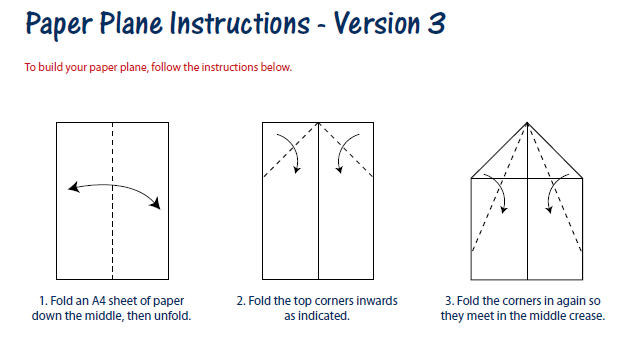 Paper Plane Instructions - Version 3
To build your paper plane, follow the instructions below.
1. Fold an A4 sheet of paper
down the middle, then unfold.
2. Fold the top corners inwards
as indicated.
3. Fold the corners in again so
they meet in the middle crease.